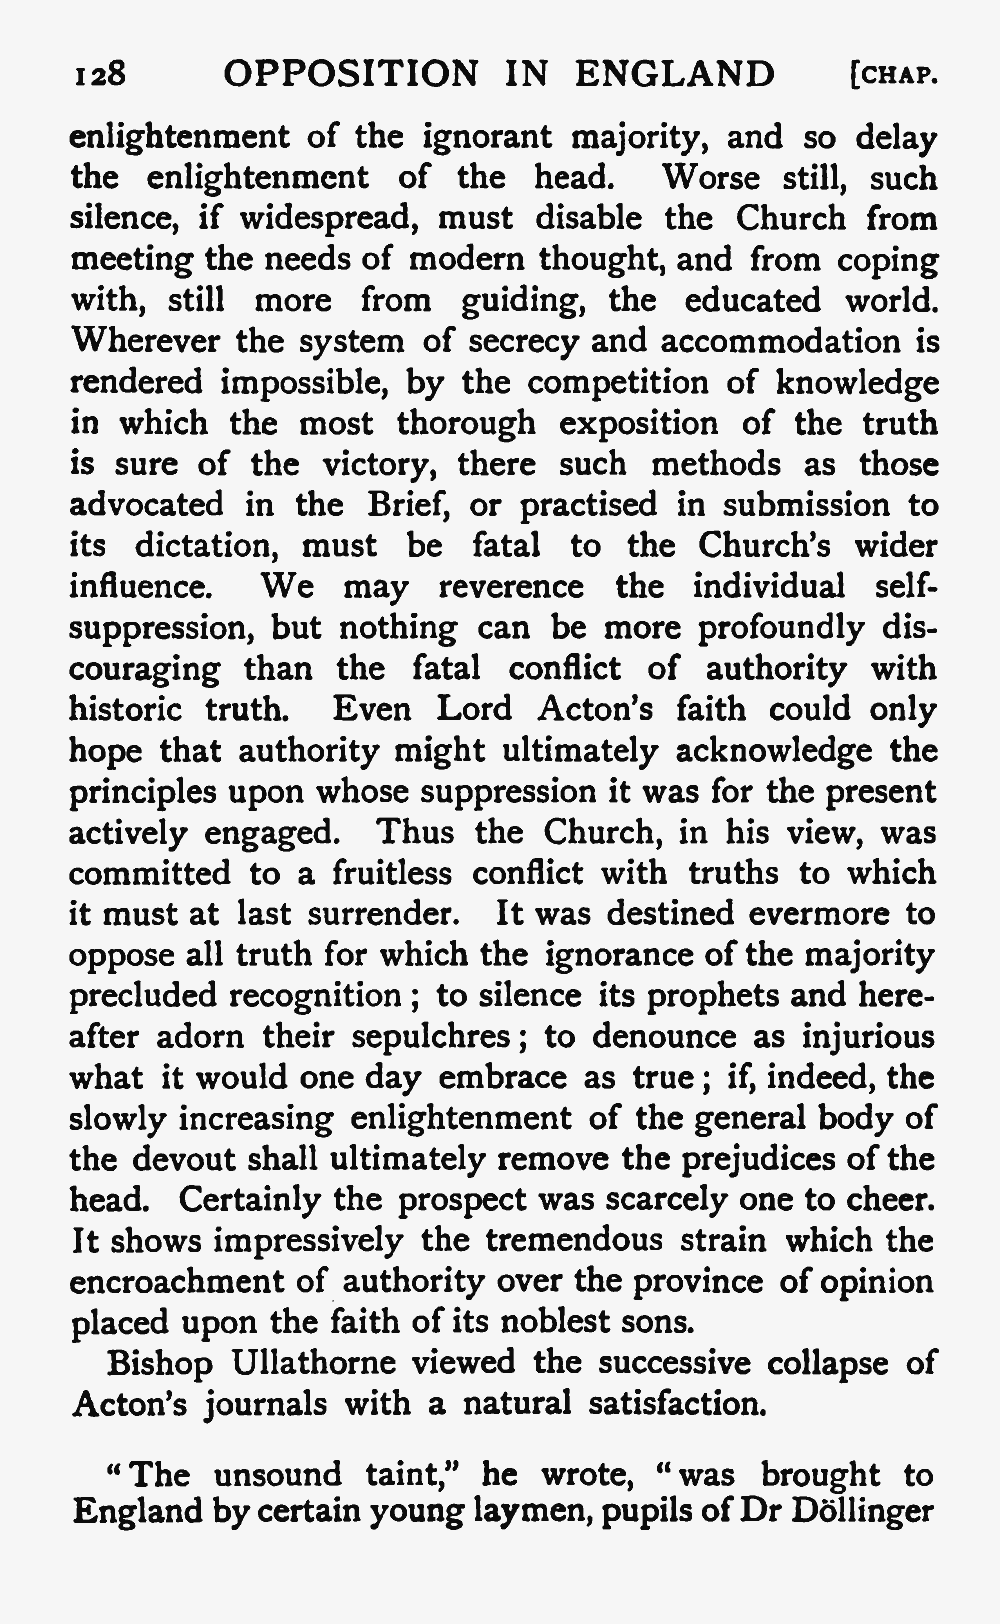 128 OPPOSITION IN ENGLAND [CHAP.
enlightenment of the ignorant majority, and so delay
the enlightenment of the head. Worse still, such
silence, if widespread, must disable the Church from
meeting the needs of modern thought, and from coping
with, still more from guiding, the educated world.
Wherever the system of secrecy and accommodation is
rendered impossible, by the competition of knowledge
in which the most thorough exposition of the truth
is sure of the victory, there such methods as those
advocated in the Brief, or practised in submission to
its dictation, must be fatal to the Church's wider
influence. We may reverence the individual self-
suppression, but nothing can be more profoundly dis-
couraging than the fatal conflict of authority with
historic truth. Even Lord Acton's faith could only
hope that authority might ultimately acknowledge the
principles upon whose suppression it was for the present
actively engaged. Thus the Church, in his view, was
committed to a fruitless conflict with truths to which
it must at last surrender. It was destined evermore to
oppose all truth for which the ignorance of the majority
precluded recognition ; to silence its prophets and here-
after adorn their sepulchres ; to denounce as injurious
what it would one day embrace as true ; if, indeed, the
slowly increasing enlightenment of the general body of
the devout shall ultimately remove the prejudices of the
head. Certainly the prospect was scarcely one to cheer.
It shows impressively the tremendous strain which the
encroachment of authority over the province of opinion
placed upon the faith of its noblest sons.
Bishop Ullathorne viewed the successive collapse of
Acton's journals with a natural satisfaction.
"The unsound taint," he wrote, "was brought to
England by certain young laymen, pupils of Dr Döllinger